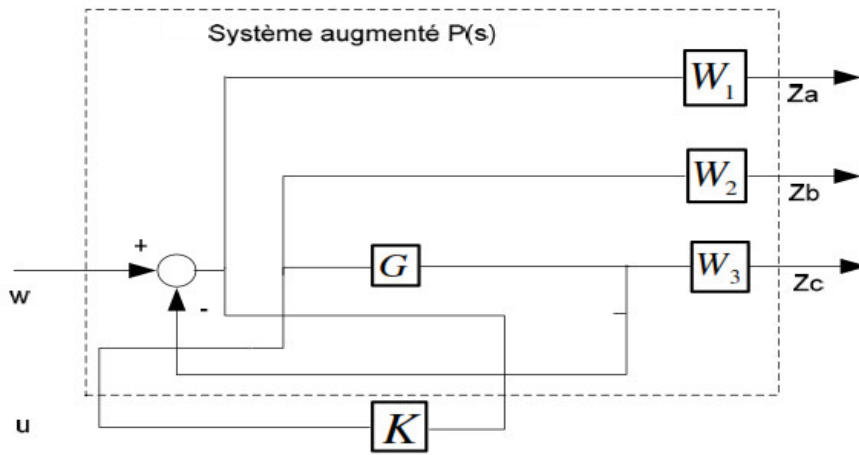 Système augmenté P(s)
W1
Za
W2
Zb
+
G
W3
w
-
Zc
u
K